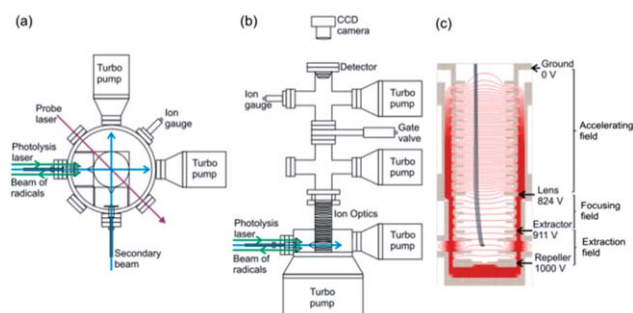 (a)
Turbo
pump
Probe
laser
Ion
gauge
Photolysis
laser
Beam of
radicals
Turbo
pump
Secondary
beam
(b)
CCD
camera
Detector
Ion
gauge
Turbo
pump
Gate
valve
Turbo
pump
Ion Optics
Photolysis
laser
Beam of
radicals
Turbo
pump
Turbo
pump
(c)
Ground
0 V
Accelerating
field
Lens
824 V
Focusing
field
Extractor
911 V
Extraction
field
Repeller
1000 V